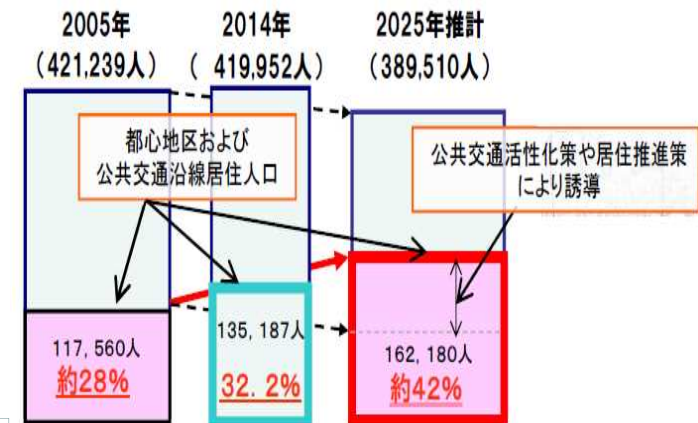 2005年
（421,239人）
2014年
（ 419,952人）
2025年推計
（389,510人）
都心地区および
公共交通沿線居住人口
公共交通活性化策や居住推進策
により誘導
117, 560人
約28%
135, 187人
32. 2%
162, 180人
約42%